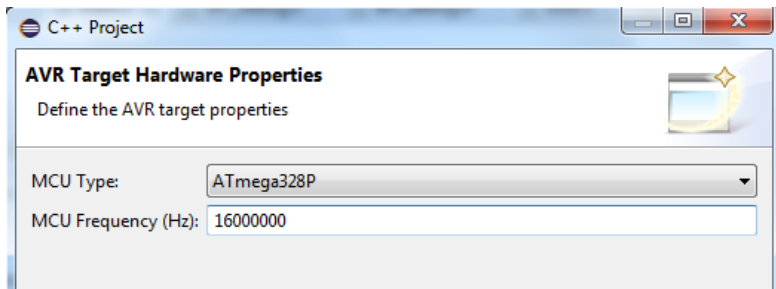 C++ Project
AVR Target Hardware Properties
Define the AVR target properties
MCU Type: ATmega328P
MCU Frequency (Hz): 16000000